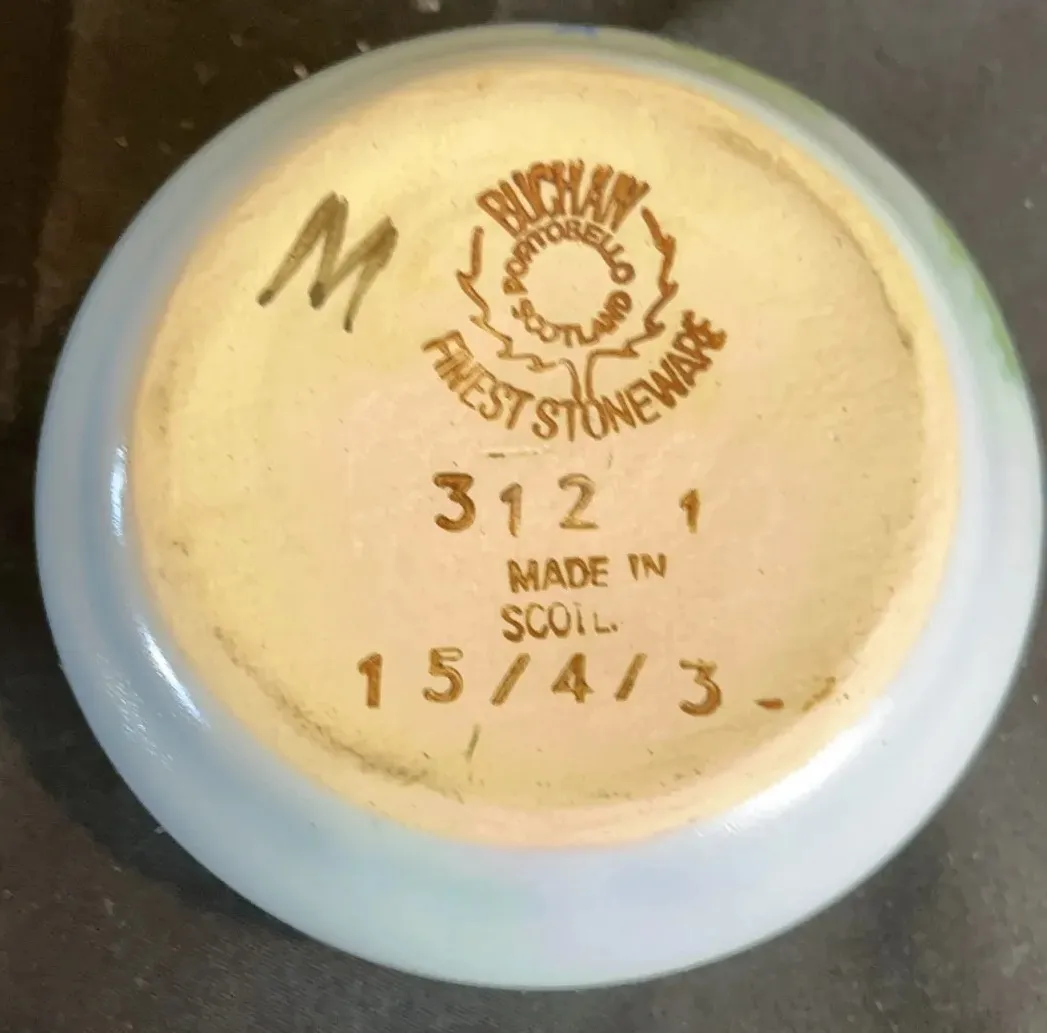 M
BUCHAN
PORTOBELLO
SCOTLAND
FINEST STONEWARE
312 1
MADE IN
SCOTL.
15/4/3